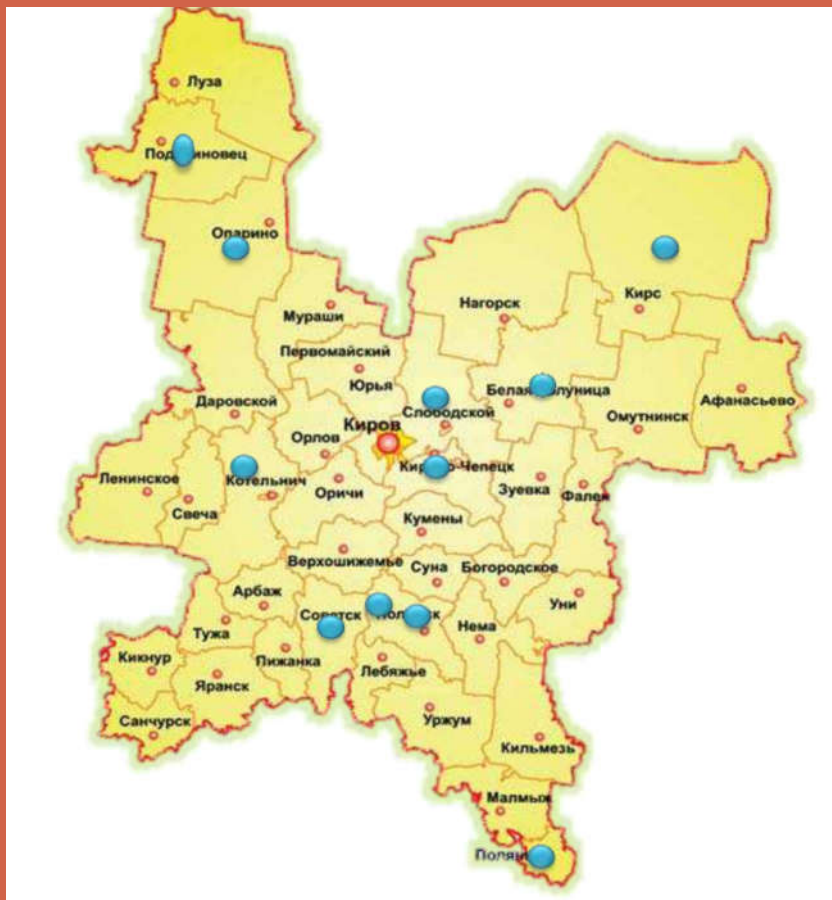 Луза
Опарино
Мураши
Нагорск
Кирс
Первомайский
Юрья
Белая
Афанасьево
Даровской
Слободской
Омутнинск
Киров
Орлов
Ленинское
Котельнич
Оричи
Зуевка
Свеча
Кумены
Верхошижемье
Суна
Богородское
Арбаж
Уни
Тужа
Нема
Кикнур
Пижанка
Лебяжье
Яранск
Санчурск
Уржум
Кильмезь
Малмыж